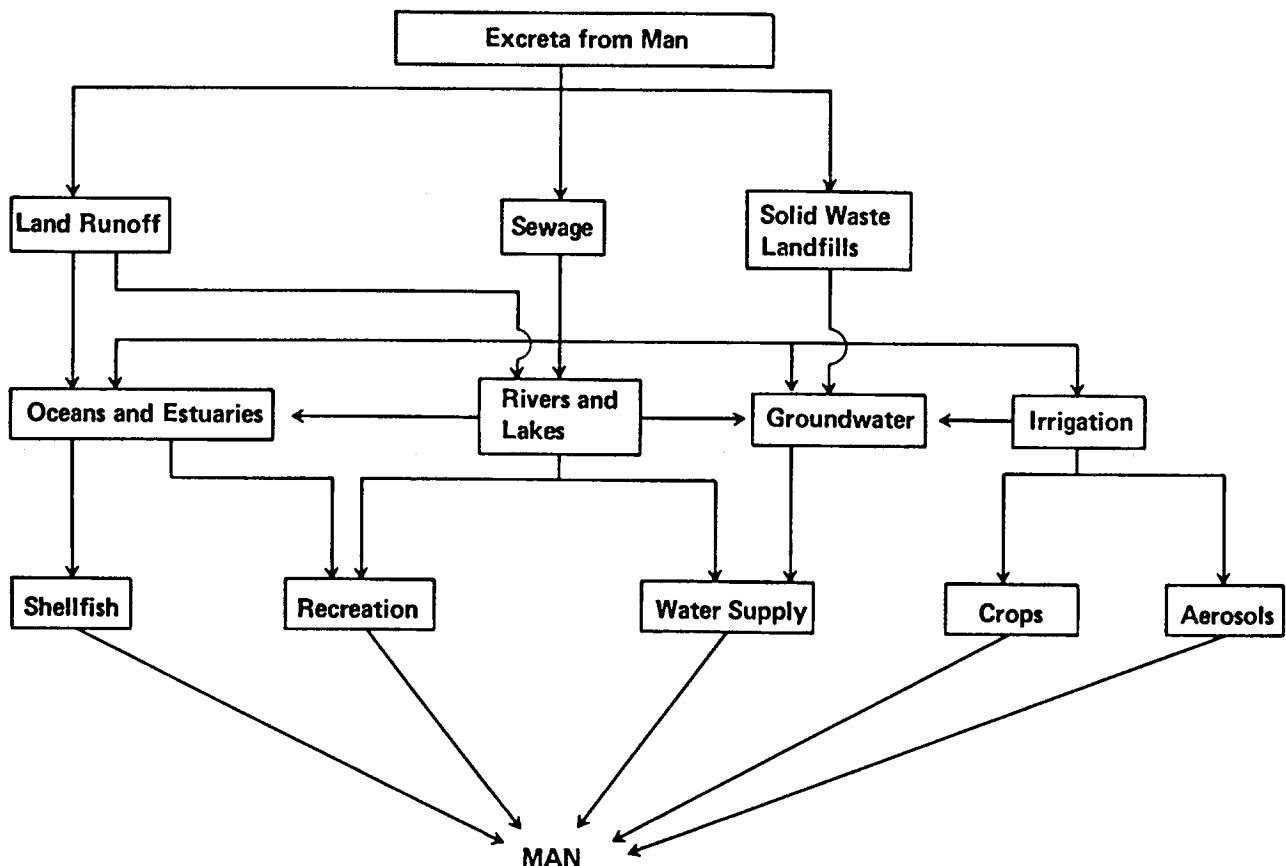 Excreta from Man
Land Runoff
Sewage
Solid Waste
Landfills
Oceans and Estuaries
Rivers and
Lakes
Groundwater
Irrigation
Shellfish
Recreation
Water Supply
Crops
Aerosols
MAN